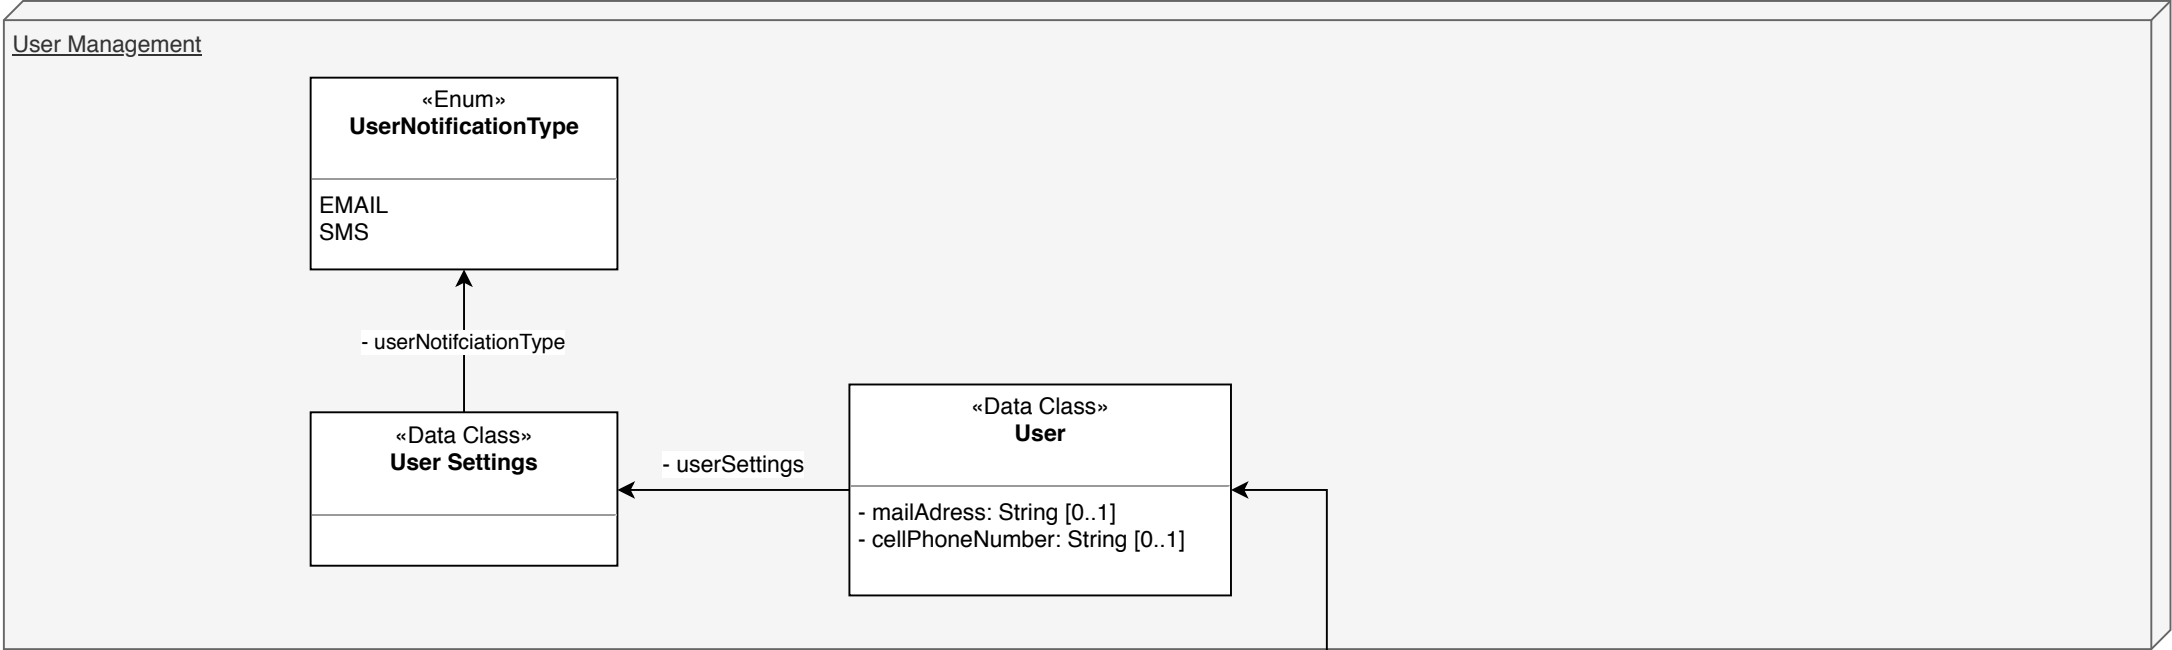 User Management
«Enum»
UserNotificationType
EMAIL
SMS
- userNotifciationType
«Data Class»
User Settings
- userSettings
«Data Class»
User
- mailAdress: String [0..1]
- cellPhoneNumber: String [0..1]